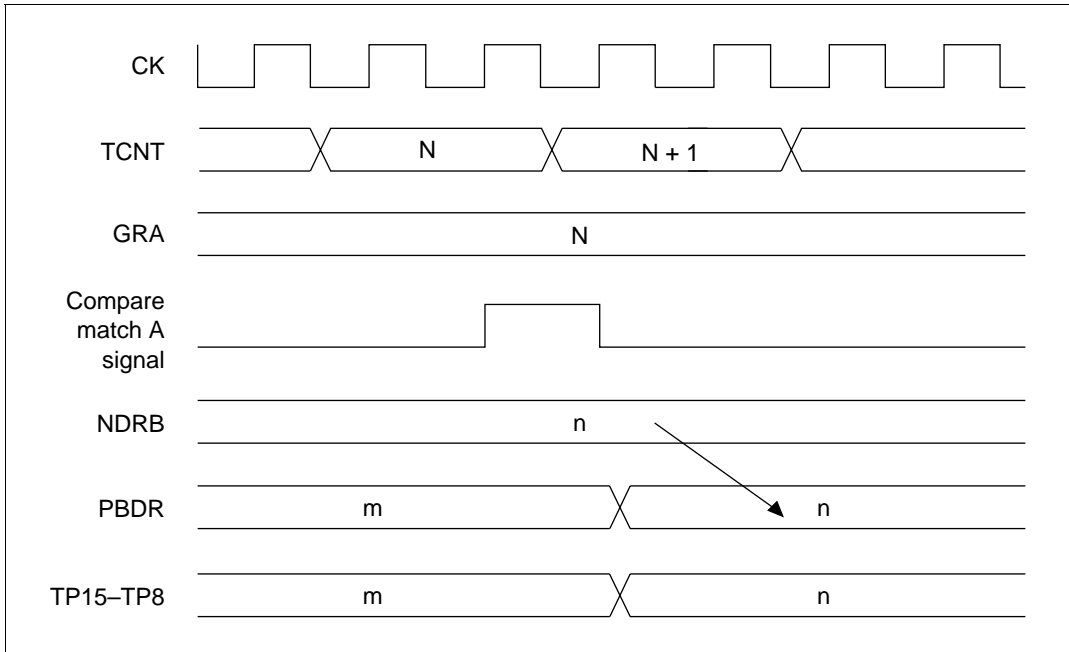 CK
TCNT
N
N + 1
GRA
N
Compare
match A
signal
NDRB
n
PBDR
m
n
TP15–TP8
m
n